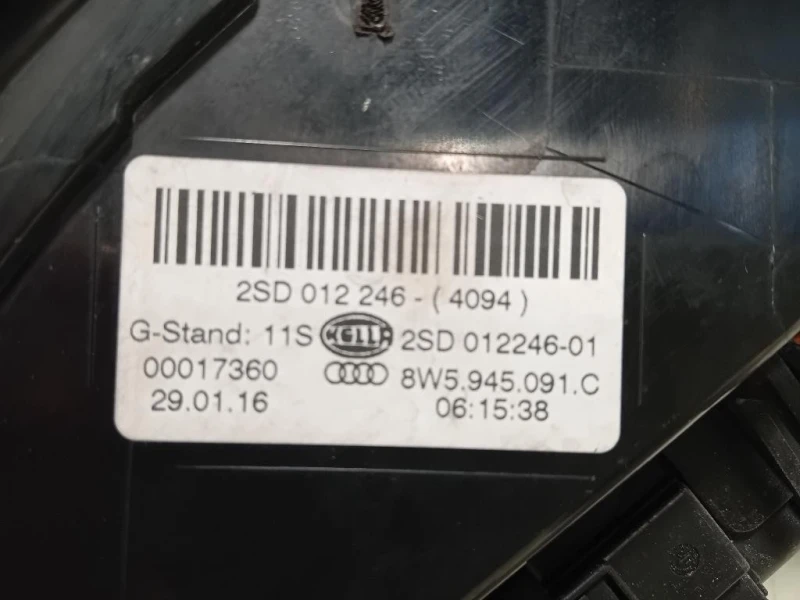 2SD 012 246 - ( 4094 )
G-Stand: 11S HELLA 2SD 012246-01
00017360 8W5.945.091.C
29.01.16 06:15:38